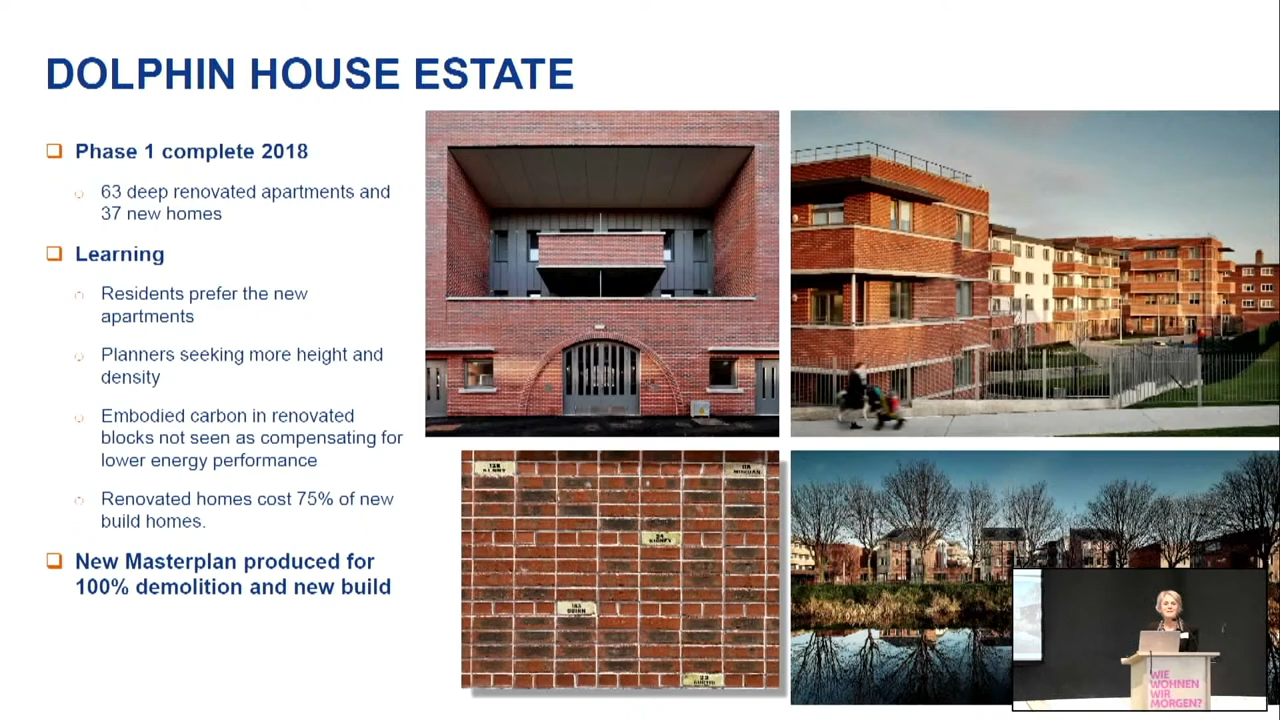 DOLPHIN HOUSE ESTATE
Phase 1 complete 2018
63 deep renovated apartments and
37 new homes
Learning
Residents prefer the new
apartments
Planners seeking more height and
density
Embodied carbon in renovated
blocks not seen as compensating for
lower energy performance
Renovated homes cost 75% of new
build homes.
New Masterplan produced for
100% demolition and new build
WIE
WOHNEN
WIR
MORGEN?